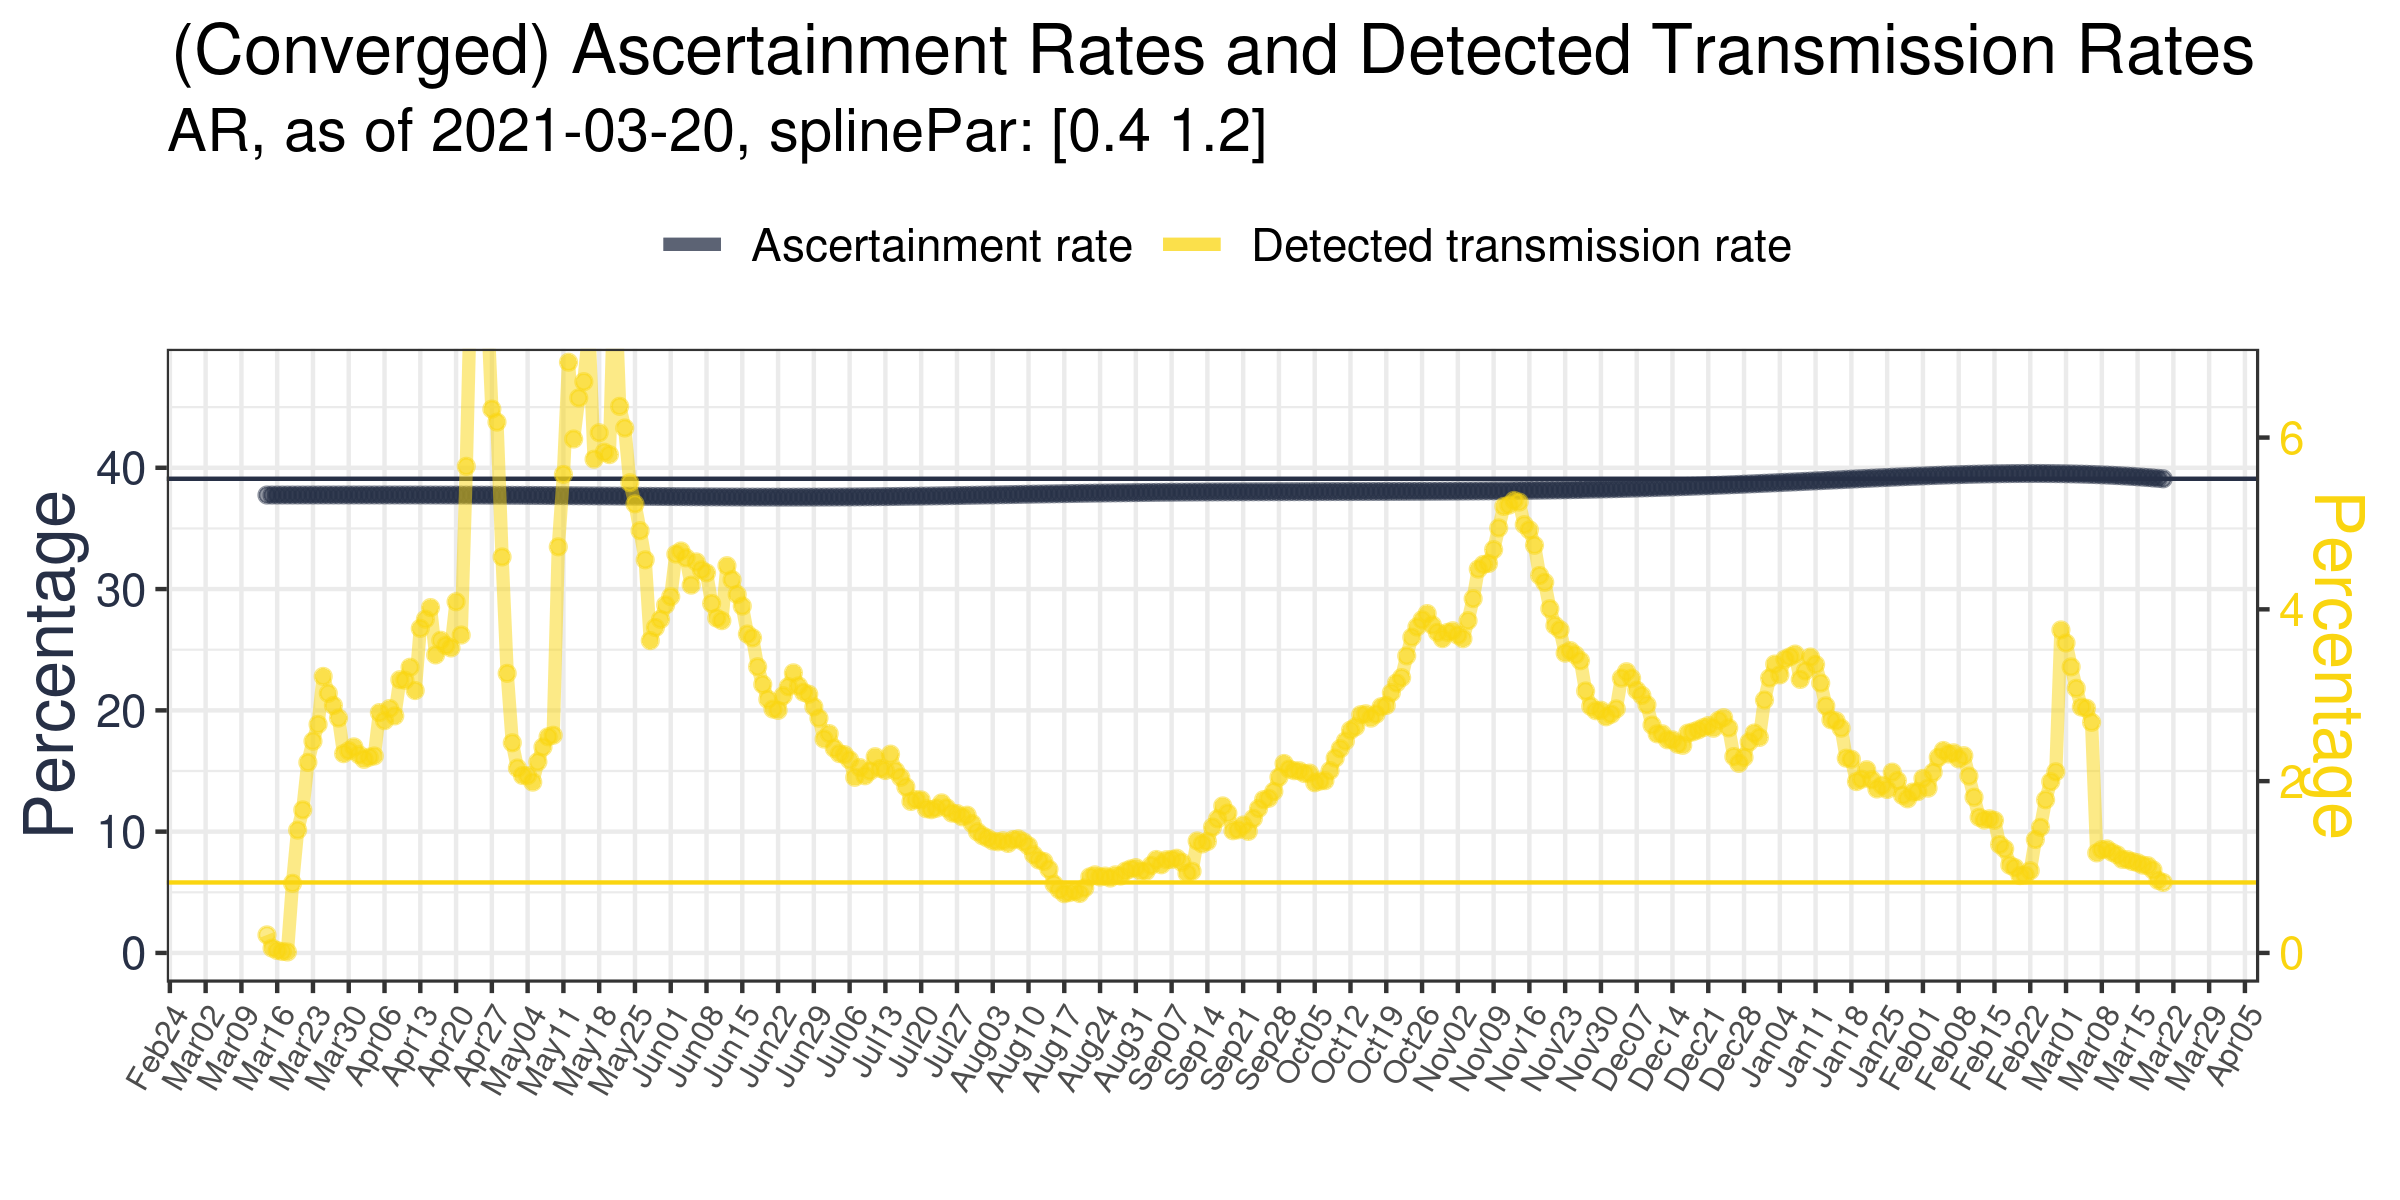 (Converged) Ascertainment Rates and Detected Transmission Rates
AR, as of 2021-03-20, splinePar: [0.4 1.2]
Ascertainment rate
Detected transmission rate
Percentage
40
30
20
10
0
6
4
2
0
Percentage
Feb24
Mar02
Mar09
Mar16
Mar23
Mar30
Apr06
Apr13
Apr20
Apr27
May04
May11
May18
May25
Jun01
Jun08
Jun15
Jun22
Jun29
Jul06
Jul13
Jul20
Jul27
Aug03
Aug10
Aug17
Aug24
Aug31
Sep07
Sep14
Sep21
Sep28
Oct05
Oct12
Oct19
Oct26
Nov02
Nov09
Nov16
Nov23
Nov30
Dec07
Dec14
Dec21
Dec28
Jan04
Jan11
Jan18
Jan25
Feb01
Feb08
Feb15
Feb22
Mar01
Mar08
Mar15
Mar22
Mar29
Apr05